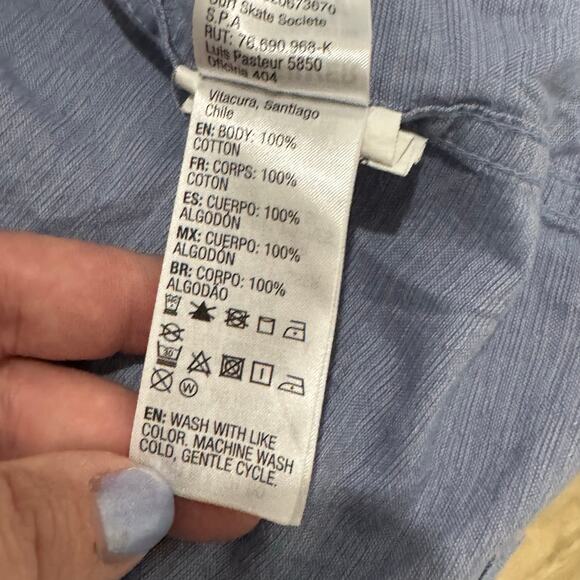 Surf Skate Societe
S.P.A
RUT: 76.690.968-K
Luis Pasteur 5850
Oficina 404
Vitacura, Santiago
Chile
EN: BODY: 100%
COTTON
FR: CORPS: 100%
COTON
ES: CUERPO: 100%
ALGODÓN
MX: CUERPO: 100%
ALGODÓN
BR: CORPO: 100%
ALGODÃO
30
W
EN: WASH WITH LIKE
COLOR. MACHINE WASH
COLD, GENTLE CYCLE.